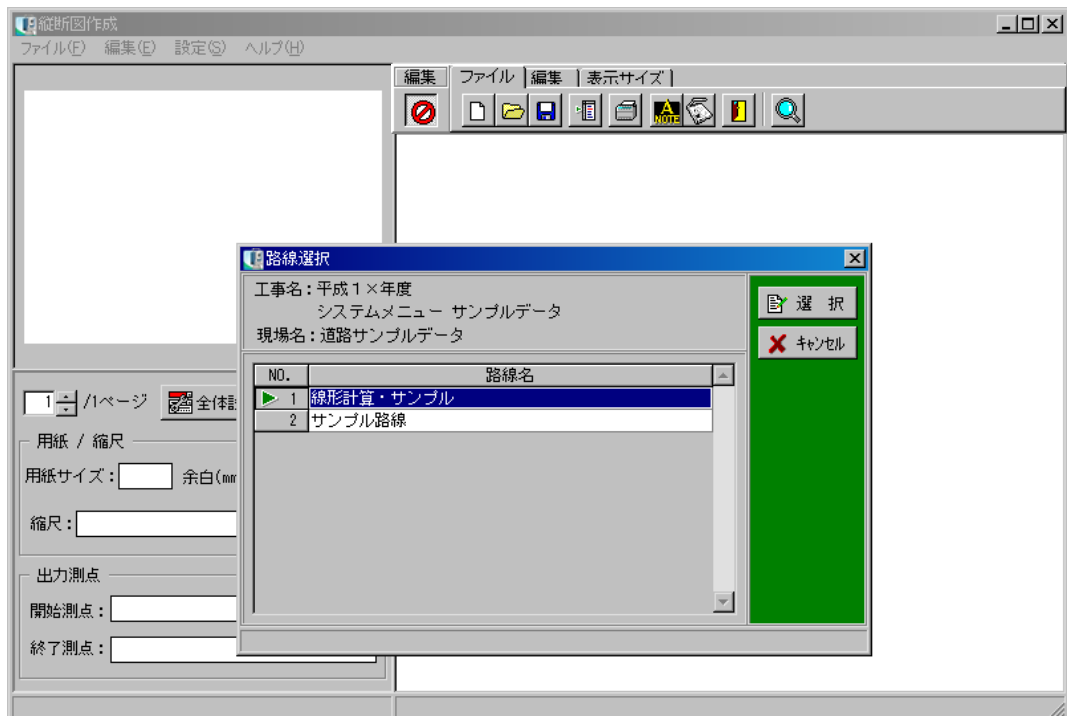 縦断図作成
ファイル(F) 編集(E) 設定(S) ヘルプ(H)
編集 ファイル 編集 表示サイズ
A
NOTE
路線選択
工事名:平成1×年度
システムメニュー サンプルデータ
現場名:道路サンプルデータ
選 択
キャンセル
NO. 路線名
1 線形計算・サンプル
2 サンプル路線
1 /1ページ 全体
用紙 / 縮尺
用紙サイズ: 余白(mm
縮尺:
出力測点
開始測点:
終了測点: